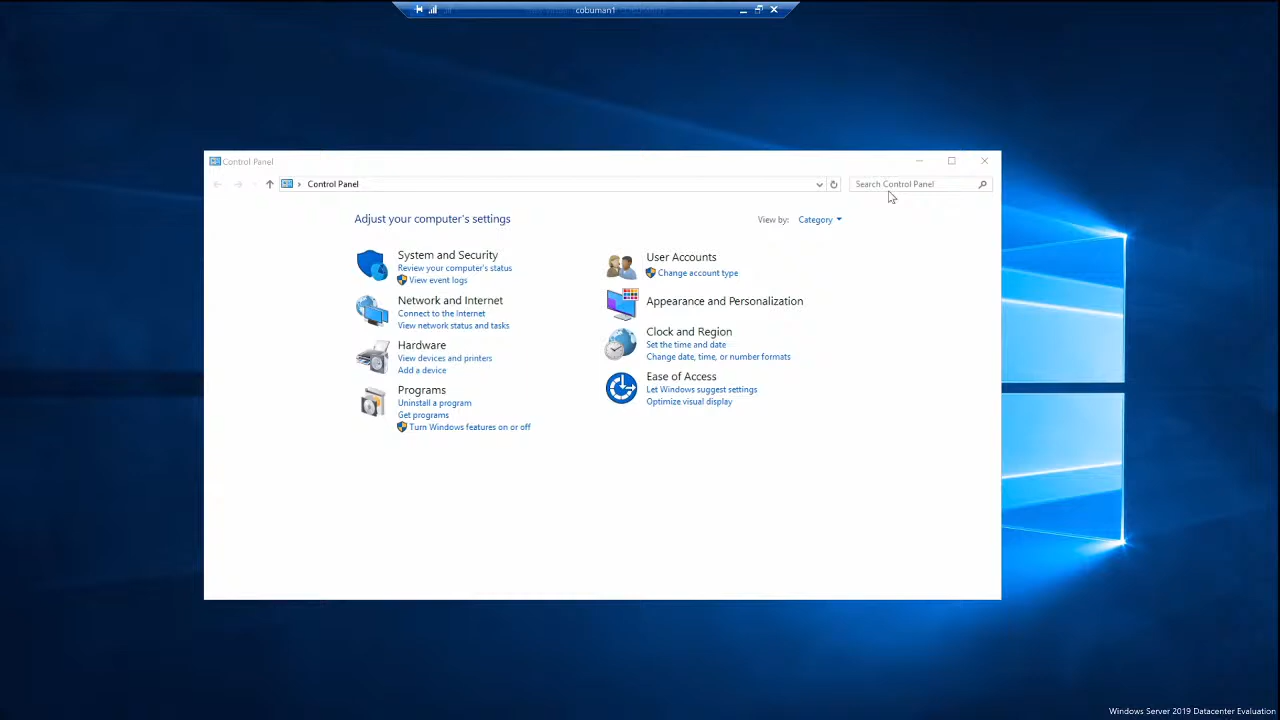 cobuman1
Control Panel
Control Panel
Search Control Panel
Adjust your computer's settings
View by: Category
System and Security
Review your computer's status
View event logs
Network and Internet
Connect to the Internet
View network status and tasks
Hardware
View devices and printers
Add a device
Programs
Uninstall a program
Get programs
Turn Windows features on or off
User Accounts
Change account type
Appearance and Personalization
Clock and Region
Set the time and date
Change date, time, or number formats
Ease of Access
Let Windows suggest settings
Optimize visual display
Windows Server 2019 Datacenter Evaluation